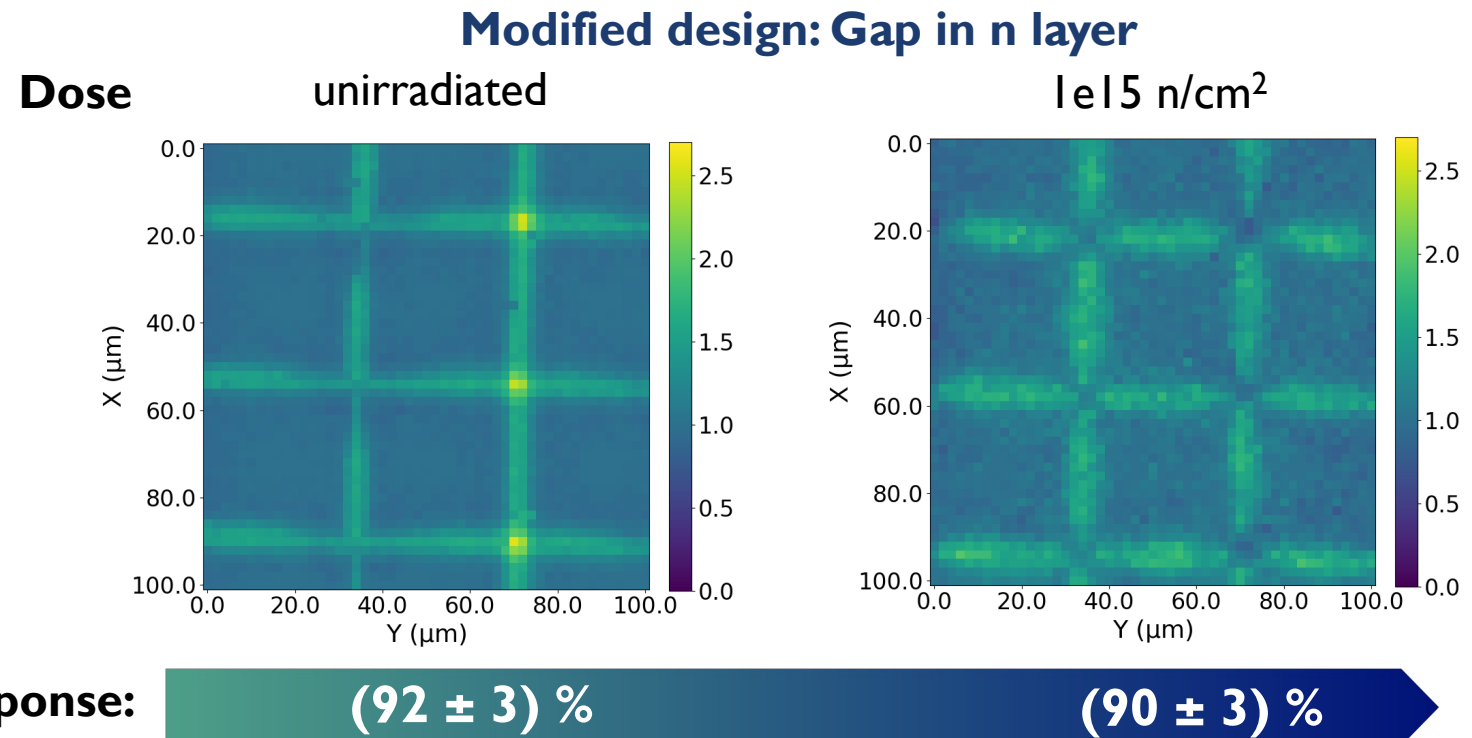 Modified design: Gap in n layer
Dose unirradiated 1e15 n/cm²
0.0
20.0
40.0
60.0
80.0
100.0
X (μm)
0.0 20.0 40.0 60.0 80.0 100.0
Y (μm)
2.5
2.0
1.5
1.0
0.5
0.0
0.0
20.0
40.0
60.0
80.0
100.0
X (μm)
0.0 20.0 40.0 60.0 80.0 100.0
Y (μm)
2.5
2.0
1.5
1.0
0.5
0.0
ponse: (92 ± 3) % (90 ± 3) %